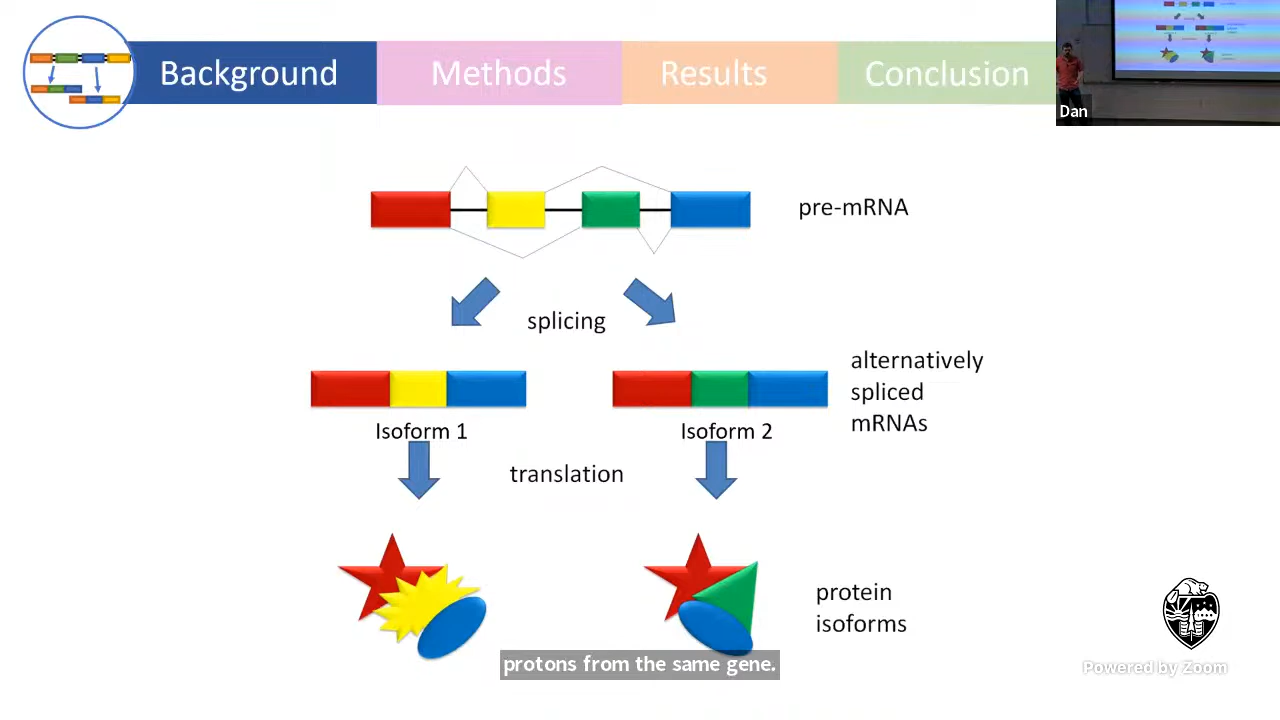 Background
Methods
Results
Conclusion
Dan
pre-mRNA
splicing
alternatively
spliced
mRNAs
Isoform 1
Isoform 2
translation
protein
isoforms
protons from the same gene.
Powered by Zoom